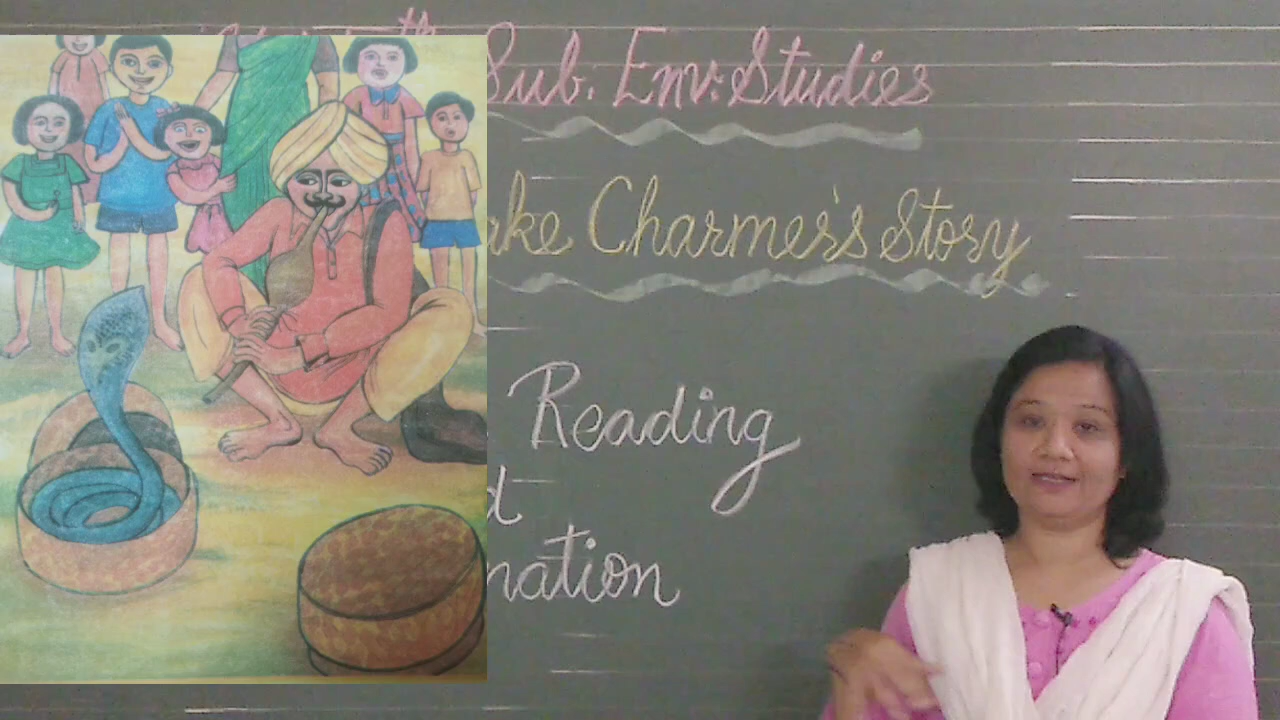 Sub: Env: Studies
ake Charmer's Story
Reading
d
nation